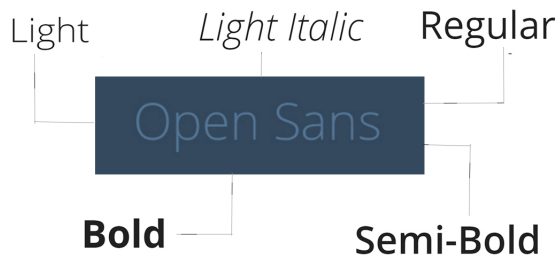 Light
Light Italic
Regular
Open Sans
Bold
Semi-Bold